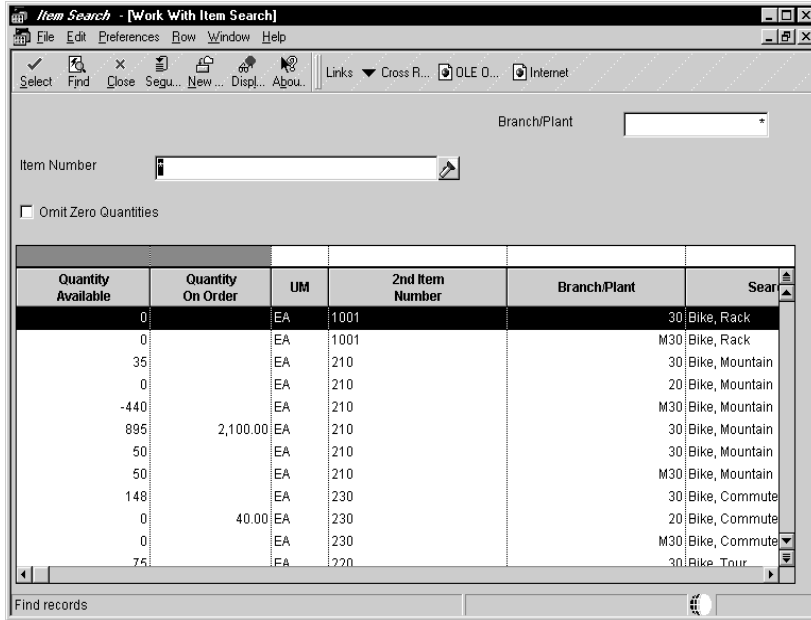 Item Search - [Work With Item Search]
File Edit Preferences Row Window Help
Select Find Close Sequ... New ... Displ... Abou... Links Cross R... OLE O... Internet
Branch/Plant *
Item Number *
Omit Zero Quantities
Quantity Available Quantity On Order UM 2nd Item Number Branch/Plant Sear
0 EA 1001 30 Bike, Rack
0 EA 1001 M30 Bike, Rack
35 EA 210 30 Bike, Mountain
0 EA 210 20 Bike, Mountain
-440 EA 210 M30 Bike, Mountain
895 2,100.00 EA 210 30 Bike, Mountain
50 EA 210 30 Bike, Mountain
50 EA 210 M30 Bike, Mountain
148 EA 230 30 Bike, Commute
0 40.00 EA 230 20 Bike, Commute
0 EA 230 M30 Bike, Commute
75 EA 220 30 Bike, Tour
Find records